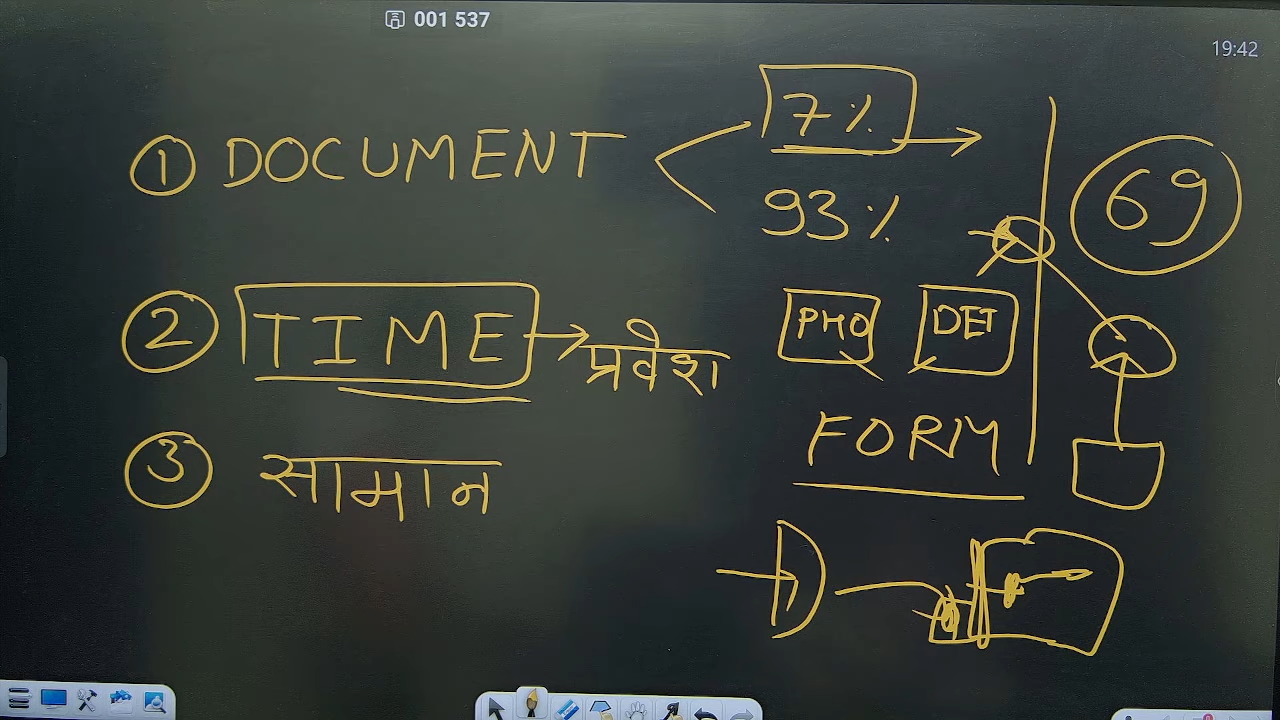 001 537
19:42
① DOCUMENT
7%
93%
69
② TIME → प्रवेश
PHO
DET
FORM
③ सामान